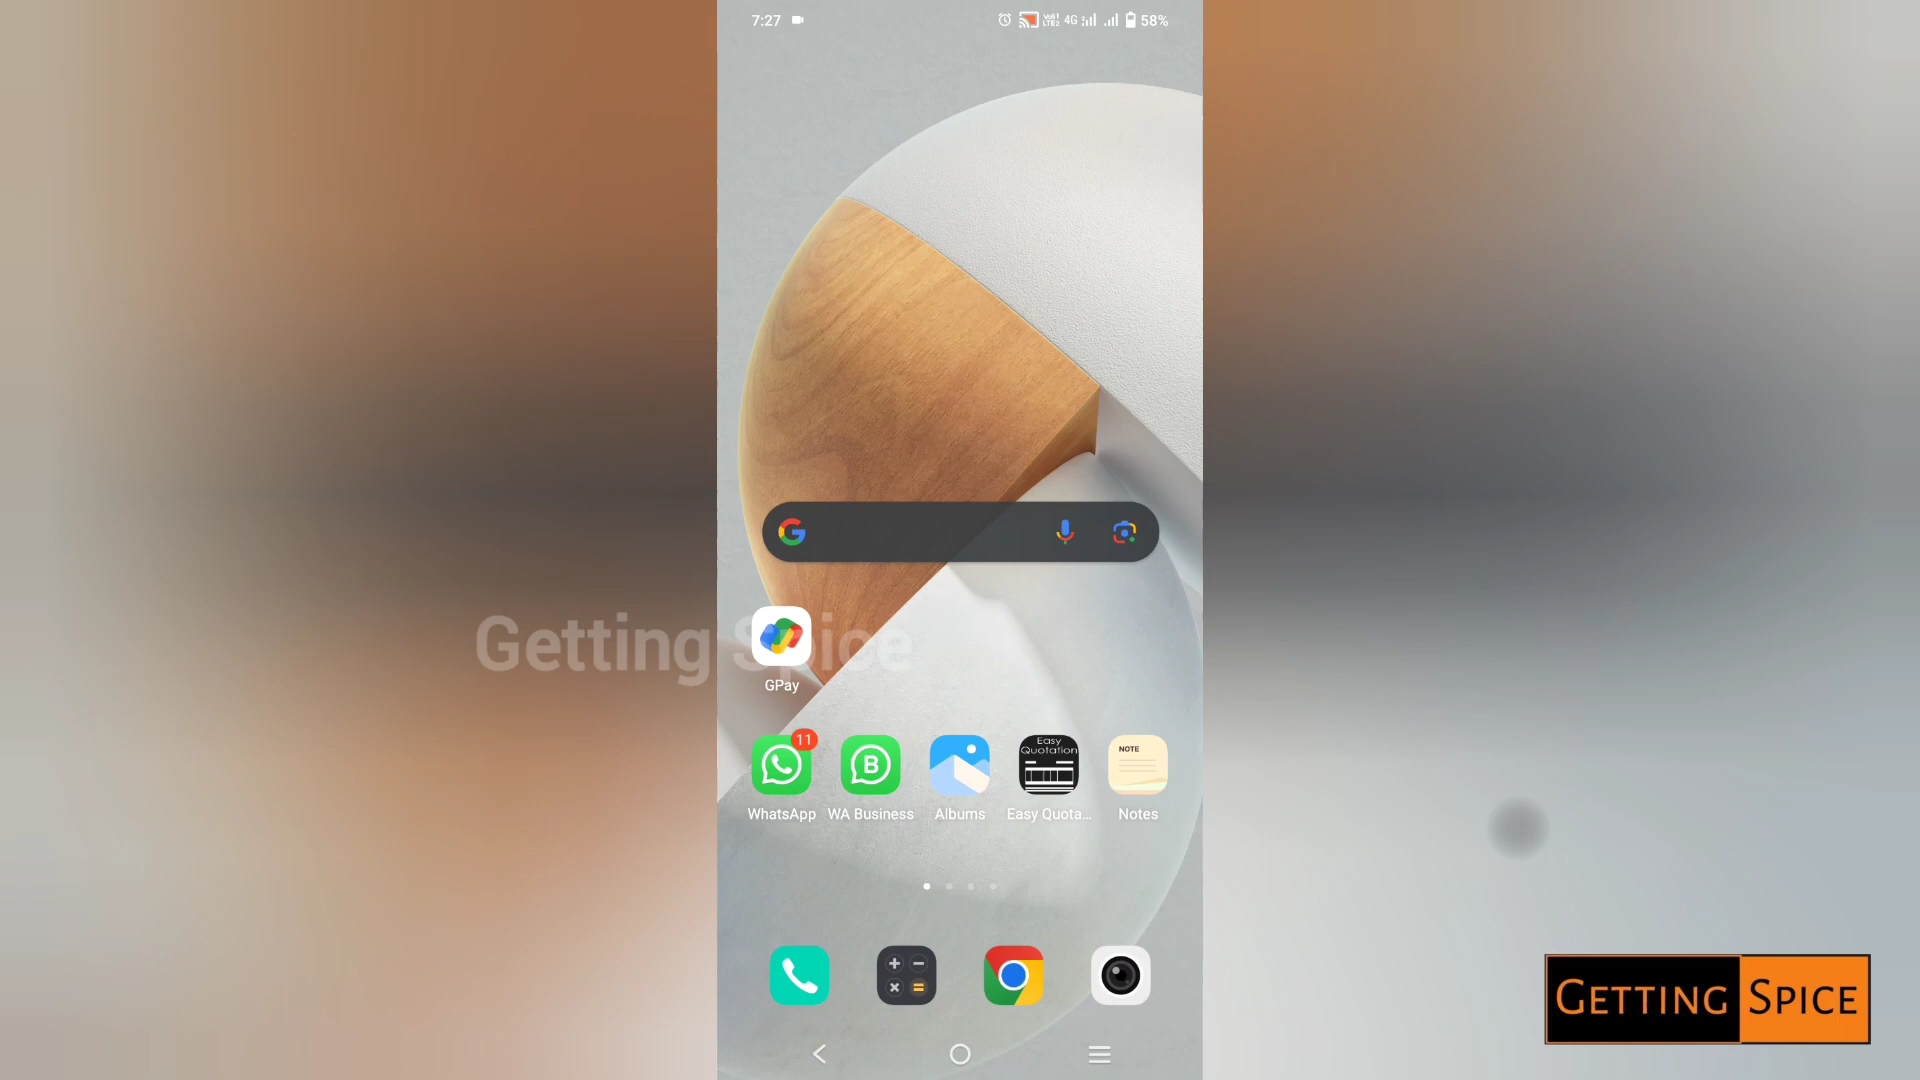 7:27
4G
58%
Getting Spice
GPay
11
WhatsApp
WA Business
Albums
Easy
Quotation
Easy Quota...
NOTE
Notes
GETTING SPICE